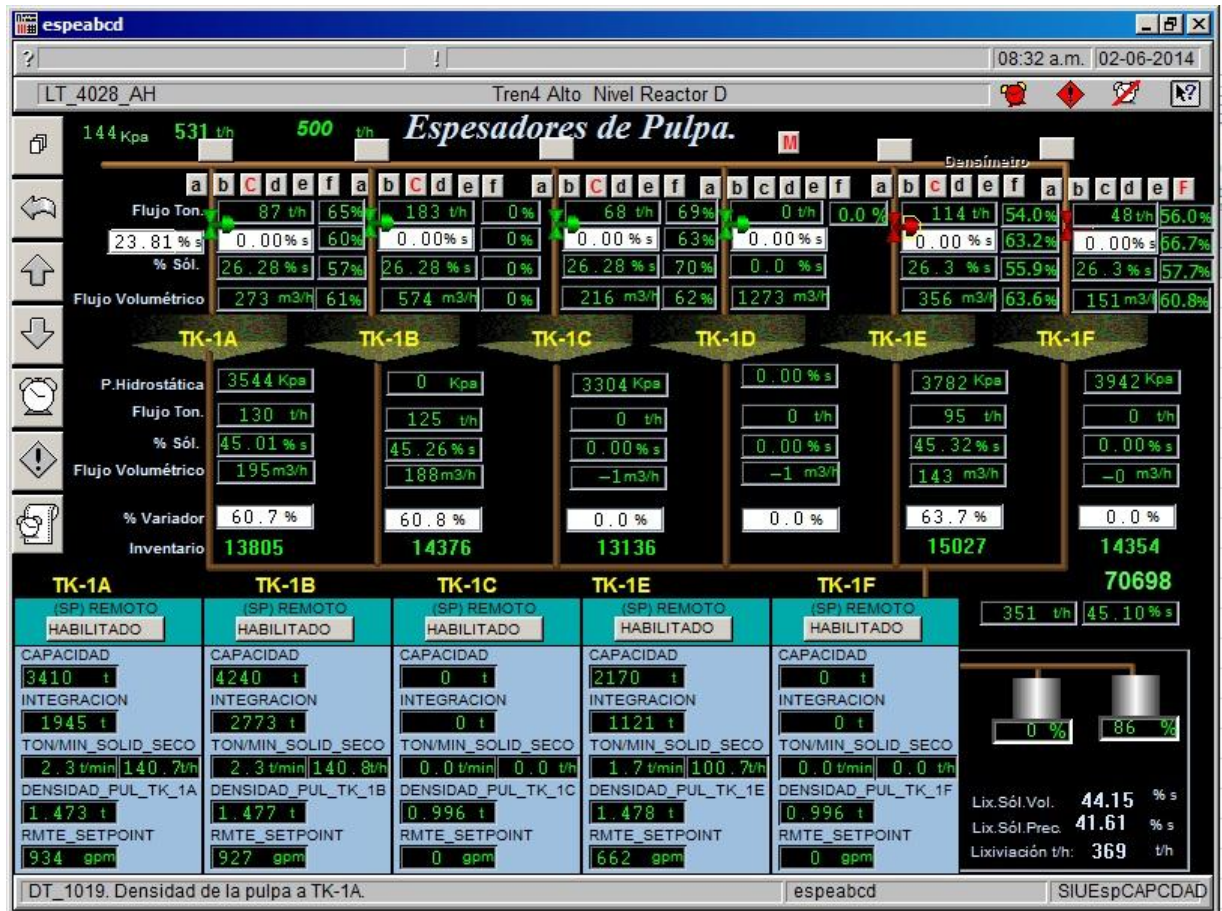 espeabcd
? ! 08:32 a.m. 02-06-2014
LT_4028_AH Tren4 Alto Nivel Reactor D
144 Kpa 531 t/h 500 t/h Espesadores de Pulpa. M
Densímetro
a b C d e f a b C d e f a b C d e f a b c d e f a b c d e f a b c d e F
Flujo Ton. 87 t/h 65% 183 t/h 0% 68 t/h 69% 0 t/h 0.0 % 114 t/h 54.0% 48 t/h 56.0%
23.81 % s 0.00% s 60% 0.00% s 0% 0.00 % s 63% 0.00 % s 0.00 % s 63.2% 0.00% s 56.7%
% Sól. 26.28 % s 57% 26.28 % s 0% 26.28 % s 70% 0.0 % s 26.3 % s 55.9% 26.3 % s 57.7%
Flujo Volumétrico 273 m3/h 61% 574 m3/h 0% 216 m3/h 62% 1273 m3/h 356 m3/h 63.6% 151 m3/h 60.8%
TK-1A TK-1B TK-1C TK-1D TK-1E TK-1F
P.Hidrostática 3544 Kpa 0 Kpa 3304 Kpa 0.00 % s 3782 Kpa 3942 Kpa
Flujo Ton. 130 t/h 125 t/h 0 t/h 0 t/h 95 t/h 0 t/h
% Sól. 45.01 % s 45.26 % s 0.00 % s 0.00 % s 45.32 % s 0.00 % s
Flujo Volumétrico 195 m3/h 188 m3/h -1 m3/h -1 m3/h 143 m3/h -0 m3/h
% Variador 60.7 % 60.8 % 0.0 % 0.0 % 63.7 % 0.0 %
Inventario 13805 14376 13136 15027 14354
TK-1A TK-1B TK-1C TK-1E TK-1F 70698
(SP) REMOTO (SP) REMOTO (SP) REMOTO (SP) REMOTO (SP) REMOTO
HABILITADO HABILITADO HABILITADO HABILITADO HABILITADO
351 t/h 45.10 % s
CAPACIDAD CAPACIDAD CAPACIDAD CAPACIDAD CAPACIDAD
3410 t 4240 t 0 t 2170 t 0 t
INTEGRACION INTEGRACION INTEGRACION INTEGRACION INTEGRACION
1945 t 2773 t 0 t 1121 t 0 t
0 % 86 %
TON/MIN_SOLID_SECO TON/MIN_SOLID_SECO TON/MIN_SOLID_SECO TON/MIN_SOLID_SECO TON/MIN_SOLID_SECO
2.3 t/min 140.7t/h 2.3 t/min 140.8t/h 0.0 t/min 0.0 t/h 1.7 t/min 100.7t/h 0.0 t/min 0.0 t/h
DENSIDAD_PUL_TK_1A DENSIDAD_PUL_TK_1B DENSIDAD_PUL_TK_1C DENSIDAD_PUL_TK_1E DENSIDAD_PUL_TK_1F
1.473 t 1.477 t 0.996 t 1.478 t 0.996 t
Lix.Sól.Vol. 44.15 % s
RMTE_SETPOINT RMTE_SETPOINT RMTE_SETPOINT RMTE_SETPOINT RMTE_SETPOINT
Lix.Sól.Prec. 41.61 % s
934 gpm 927 gpm 0 gpm 662 gpm 0 gpm
Lixiviación t/h: 369 t/h
DT_1019. Densidad de la pulpa a TK-1A. espeabcd SIUEspCAPCDAD